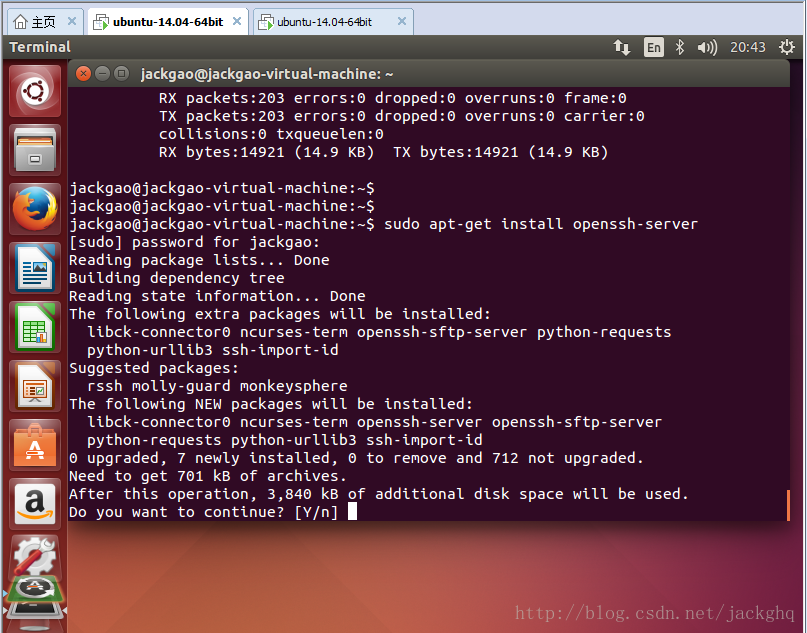 主页
ubuntu-14.04-64bit
ubuntu-14.04-64bit
Terminal
En
20:43
jackgao@jackgao-virtual-machine: ~
RX packets:203 errors:0 dropped:0 overruns:0 frame:0
TX packets:203 errors:0 dropped:0 overruns:0 carrier:0
collisions:0 txqueuelen:0
RX bytes:14921 (14.9 KB)  TX bytes:14921 (14.9 KB)
jackgao@jackgao-virtual-machine:~$
jackgao@jackgao-virtual-machine:~$
jackgao@jackgao-virtual-machine:~$ sudo apt-get install openssh-server
[sudo] password for jackgao:
Reading package lists... Done
Building dependency tree
Reading state information... Done
The following extra packages will be installed:
libck-connector0 ncurses-term openssh-sftp-server python-requests
python-urllib3 ssh-import-id
Suggested packages:
rssh molly-guard monkeysphere
The following NEW packages will be installed:
libck-connector0 ncurses-term openssh-server openssh-sftp-server
python-requests python-urllib3 ssh-import-id
0 upgraded, 7 newly installed, 0 to remove and 712 not upgraded.
Need to get 701 kB of archives.
After this operation, 3,840 kB of additional disk space will be used.
Do you want to continue? [Y/n]
http://blog.csdn.net/jackghq